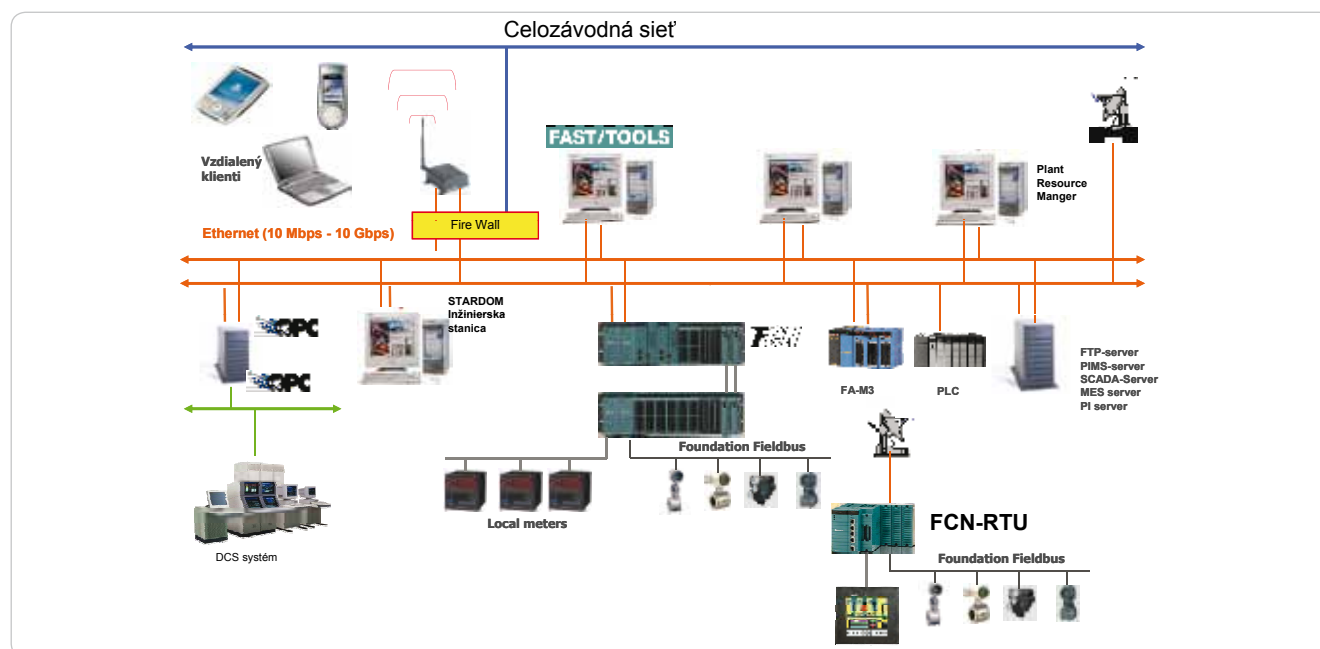 Celozávodná sieť
FAST/TOOLS
Vzdialený
klienti
Plant
Resource
Manger
Fire Wall
Ethernet (10 Mbps - 10 Gbps)
STARDOM
Inžinierska
stanica
OPC
OPC
FA-M3
PLC
FTP-server
PIMS-server
SCADA-Server
MES server
PI server
Foundation Fieldbus
Local meters
DCS systém
FCN-RTU
Foundation Fieldbus